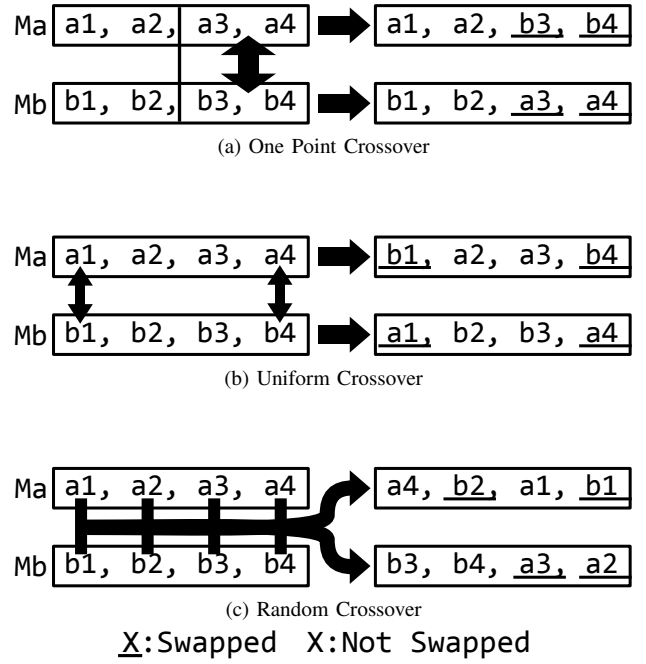 Ma a1, a2, a3, a4 a1, a2, b3, b4
Mb b1, b2, b3, b4 b1, b2, a3, a4
(a) One Point Crossover
Ma a1, a2, a3, a4 b1, a2, a3, b4
Mb b1, b2, b3, b4 a1, b2, b3, a4
(b) Uniform Crossover
Ma a1, a2, a3, a4 a4, b2, a1, b1
Mb b1, b2, b3, b4 b3, b4, a3, a2
(c) Random Crossover
X:Swapped X:Not Swapped